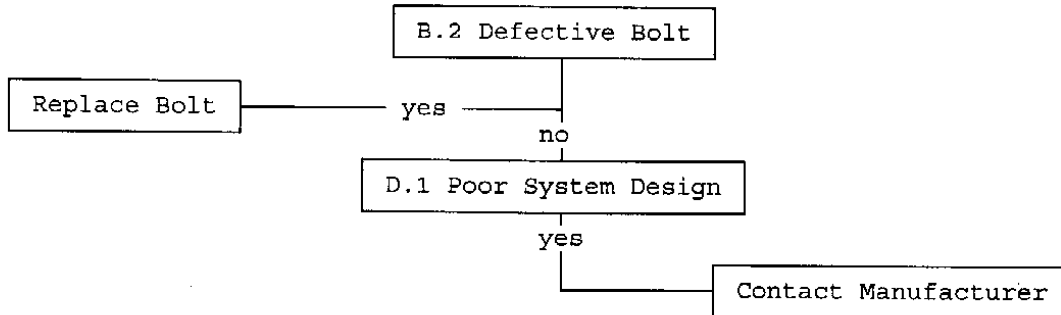 B.2 Defective Bolt
Replace Bolt
yes
no
D.1 Poor System Design
yes
Contact Manufacturer